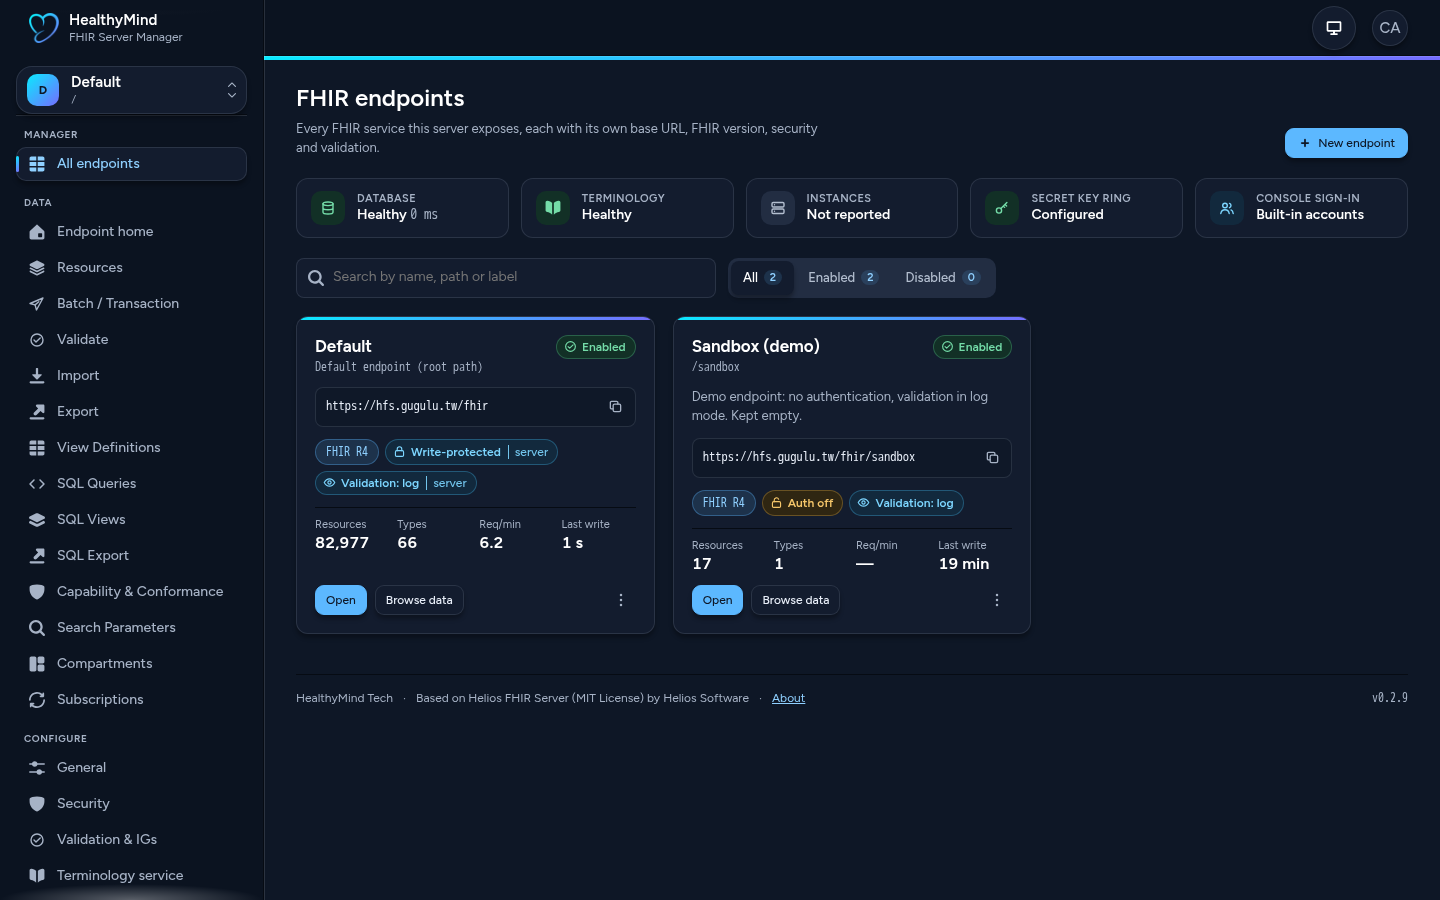 HealthyMind
FHIR Server Manager
D
Default
/
MANAGER
All endpoints
DATA
Endpoint home
Resources
Batch / Transaction
Validate
Import
Export
View Definitions
SQL Queries
SQL Views
SQL Export
Capability & Conformance
Search Parameters
Compartments
Subscriptions
CONFIGURE
General
Security
Validation & IGs
Terminology service
CA
FHIR endpoints
Every FHIR service this server exposes, each with its own base URL, FHIR version, security
and validation.
+ New endpoint
DATABASE
Healthy 0 ms
TERMINOLOGY
Healthy
INSTANCES
Not reported
SECRET KEY RING
Configured
CONSOLE SIGN-IN
Built-in accounts
Search by name, path or label
All 2
Enabled 2
Disabled 0
Default
Enabled
Default endpoint (root path)
https://hfs.gugulu.tw/fhir
FHIR R4
Write-protected | server
Validation: log | server
Resources Types Req/min Last write
82,977 66 6.2 1 s
Open
Browse data
Sandbox (demo)
Enabled
/sandbox
Demo endpoint: no authentication, validation in log
mode. Kept empty.
https://hfs.gugulu.tw/fhir/sandbox
FHIR R4
Auth off
Validation: log
Resources Types Req/min Last write
17 1 — 19 min
Open
Browse data
HealthyMind Tech · Based on Helios FHIR Server (MIT License) by Helios Software · About
v0.2.9